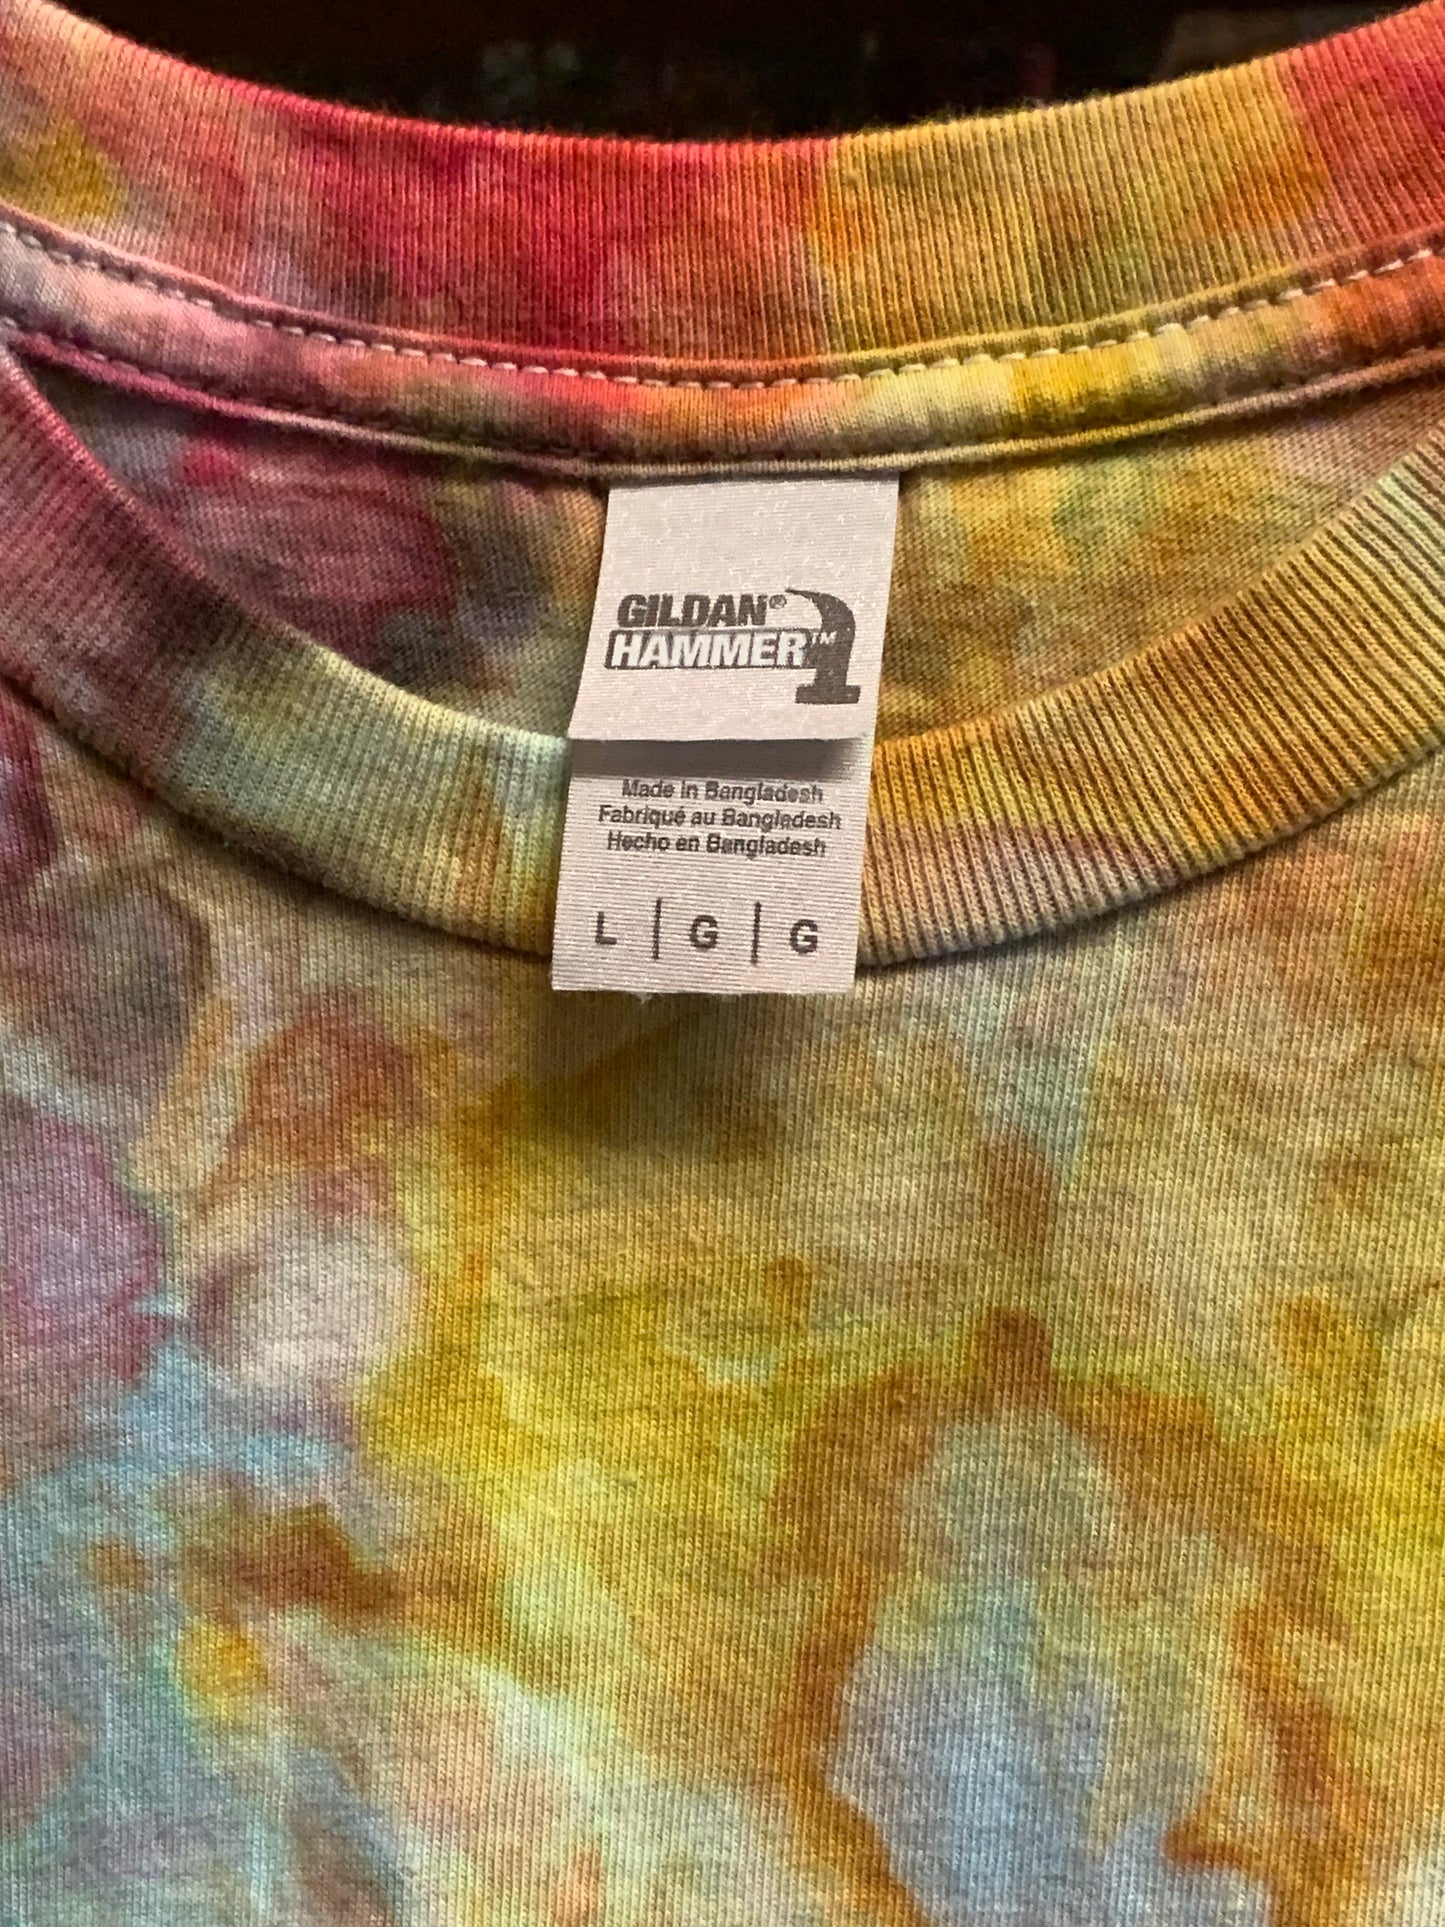 GILDAN®
HAMMER™
Made in Bangladesh
Fabriqué au Bangladesh
Hecho en Bangladesh
L | G | G